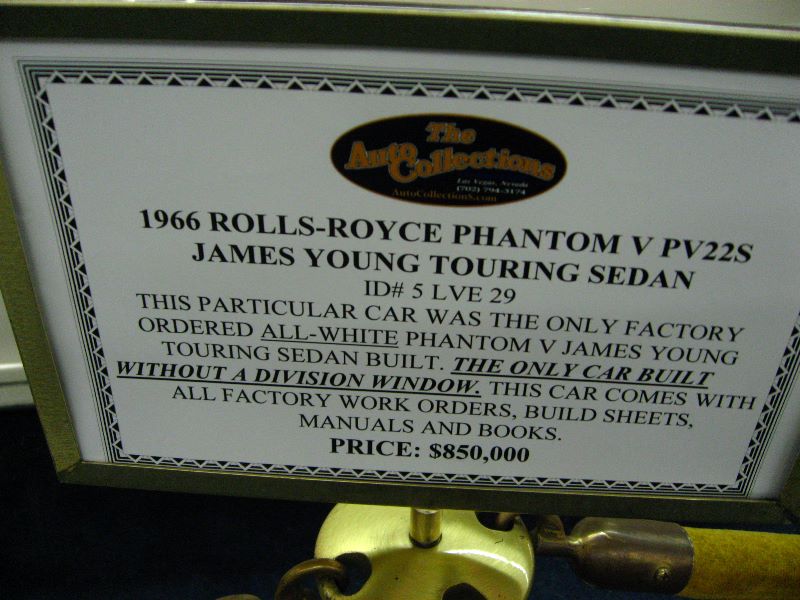 The
Auto
Collections
Las Vegas, Nevada
(702) 794-3174
AutoCollections.com
1966 ROLLS-ROYCE PHANTOM V PV22S
JAMES YOUNG TOURING SEDAN
ID# 5 LVE 29
THIS PARTICULAR CAR WAS THE ONLY FACTORY
ORDERED ALL-WHITE PHANTOM V JAMES YOUNG
TOURING SEDAN BUILT. THE ONLY CAR BUILT
WITHOUT A DIVISION WINDOW. THIS CAR COMES WITH
ALL FACTORY WORK ORDERS, BUILD SHEETS,
MANUALS AND BOOKS.
PRICE: $850,000